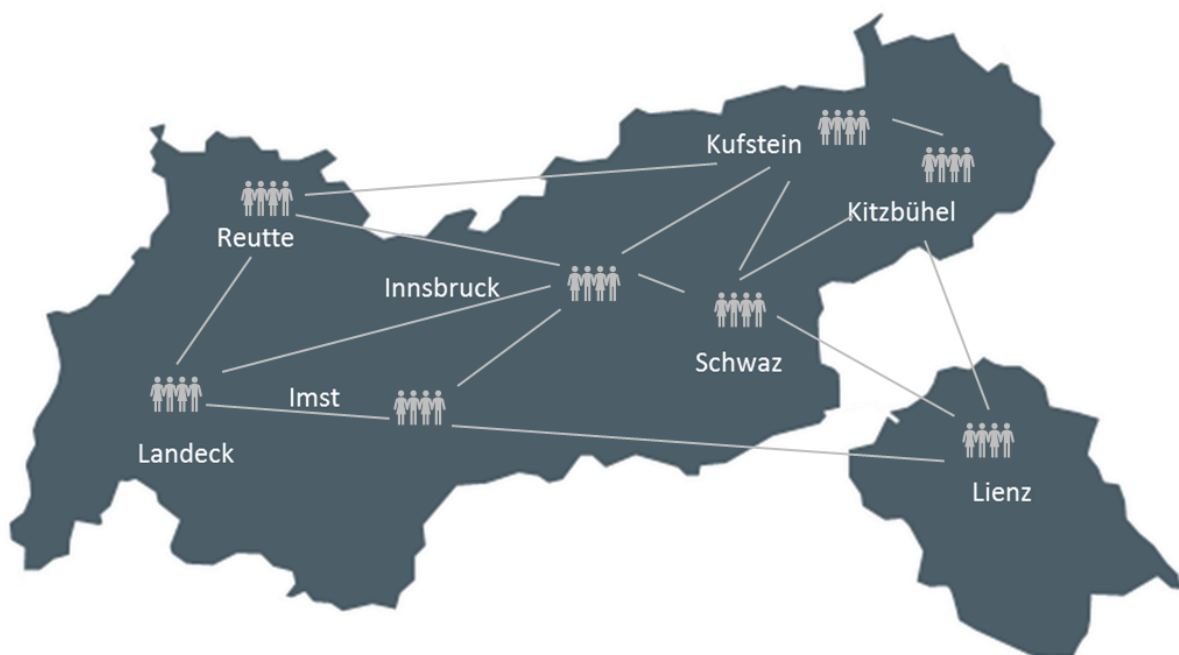 Kufstein
Kitzbühel
Reutte
Innsbruck
Schwaz
Imst
Landeck
Lienz